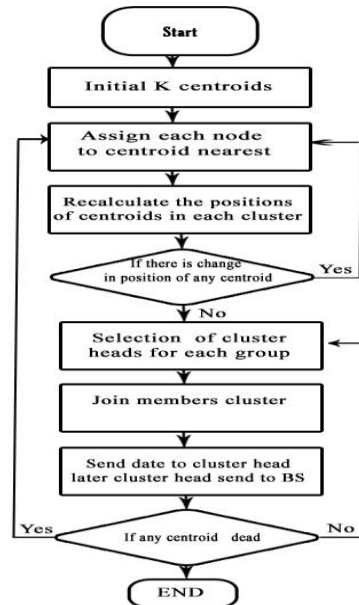 Start
Initial K centroids
Assign each node
to centroid nearest
Recalculate the positions
of centroids in each cluster
If there is change
in position of any centroid
Yes
No
Selection of cluster
heads for each group
Join members cluster
Send date to cluster head
later cluster head send to BS
Yes
If any centroid dead
No
END